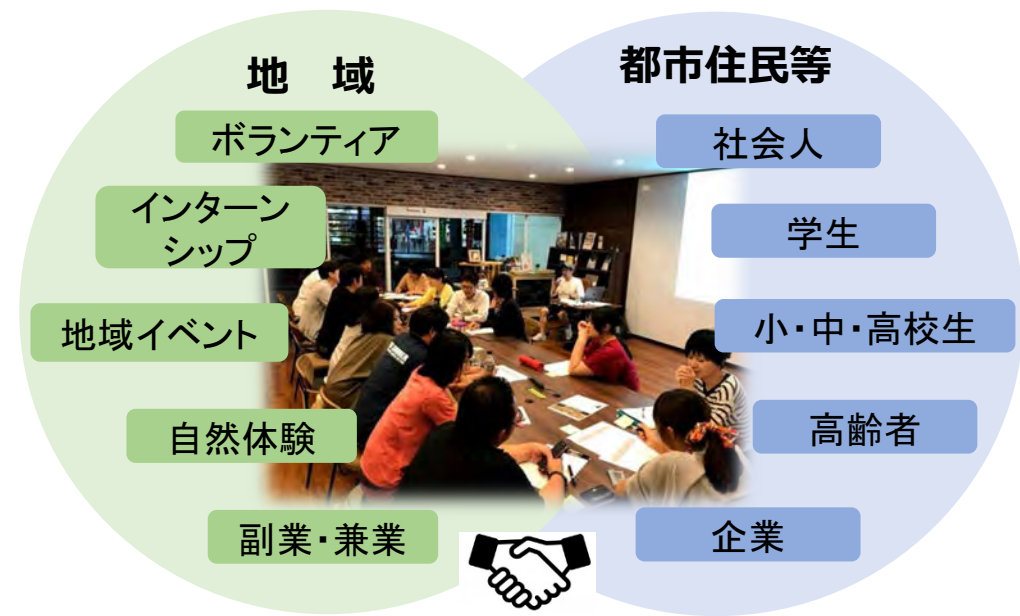 地　域
ボランティア
インターン
シップ
地域イベント
自然体験
副業・兼業
都市住民等
社会人
学生
小・中・高校生
高齢者
企業